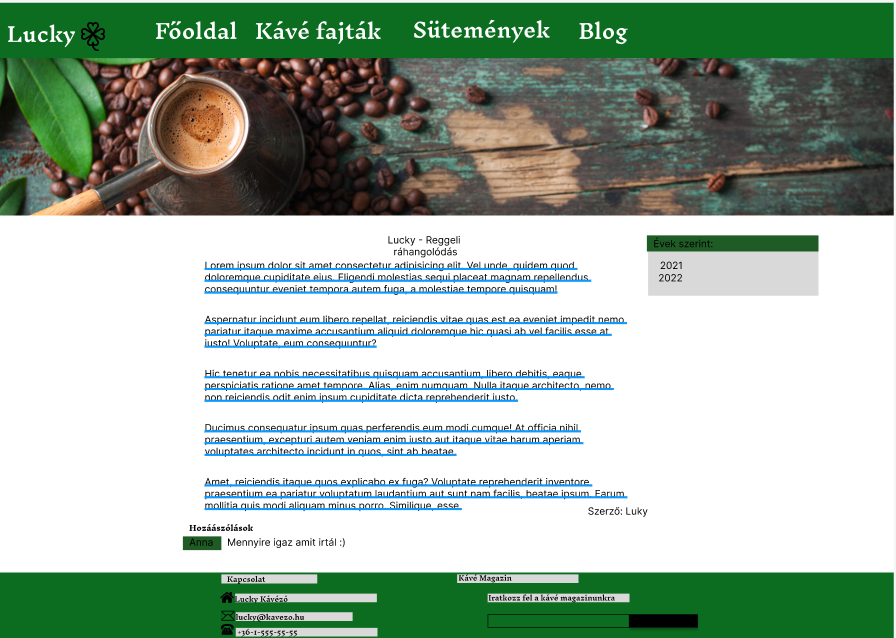 Lucky
Főoldal Kávé fajták Sütemények Blog
Lucky - Reggeli
ráhangolódás
Lorem ipsum dolor sit amet consectetur adipisicing elit. Vel unde, quidem quod
doloremque cupiditate eius. Eligendi molestias sequi placeat magnam repellendus
consequuntur eveniet tempora autem fuga, a molestiae tempore quisquam!
Aspernatur incidunt eum libero repellat, reiciendis vitae quas est ea eveniet impedit nemo
pariatur itaque maxime accusantium aliquid doloremque hic quasi ab vel facilis esse at
iusto! Voluptate, eum consequuntur?
Hic tenetur ea nobis necessitatibus quisquam accusantium, libero debitis, eaque
perspiciatis ratione amet tempore. Alias, enim numquam. Nulla itaque architecto, nemo
non reiciendis odit enim ipsum cupiditate dicta reprehenderit iusto.
Ducimus consequatur ipsum quas perferendis eum modi cumque! At officia nihil
praesentium, excepturi autem veniam enim iusto aut itaque vitae harum aperiam
voluptates architecto incidunt in quos, sint ab beatae.
Amet, reiciendis itaque quos explicabo ex fuga? Voluptate reprehenderit inventore
praesentium ea pariatur voluptatum laudantium aut sunt nam facilis, beatae ipsum. Earum
mollitia quis modi aliquam minus porro. Similique, esse.
Szerző: Luky
Évek szerint:
2021
2022
Hozáászólások
Anna Mennyire igaz amit irtál :)
Kapcsolat
Lucky Kávézó
lucky@kavezo.hu
+36-1-555-55-55
Kávé Magazin
Iratkozz fel a kávé magazinunkra